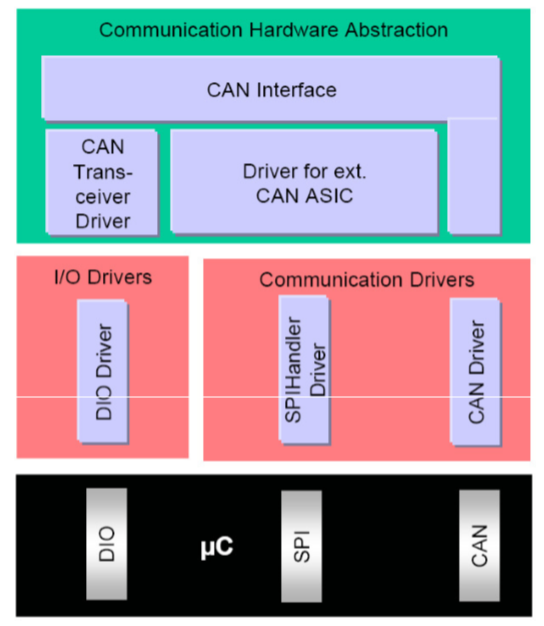 Communication Hardware Abstraction
CAN Interface
CAN
Trans-
ceiver
Driver
Driver for ext.
CAN ASIC
I/O Drivers
Communication Drivers
DIO Driver
SPIHandler
Driver
CAN Driver
DIO
µC
SPI
CAN